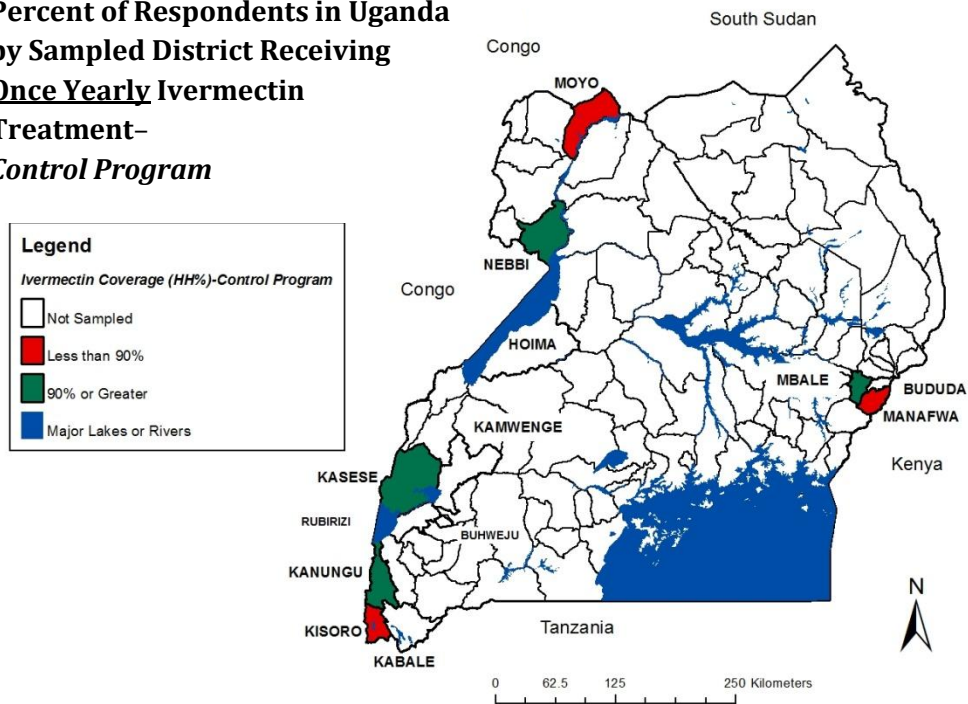 Percent of Respondents in Uganda
by Sampled District Receiving
Once Yearly Ivermectin
Treatment–
Control Program
South Sudan
Congo
MOYO
Legend
Ivermectin Coverage (HH%)-Control Program
Not Sampled
Less than 90%
90% or Greater
Major Lakes or Rivers
NEBBI
Congo
HOIMA
MBALE
BUDUDA
MANAFWA
KAMWENGE
Kenya
KASESE
RUBIRIZI
BUHWEJU
KANUNGU
N
KISORO
Tanzania
KABALE
0 62.5 125 250 Kilometers